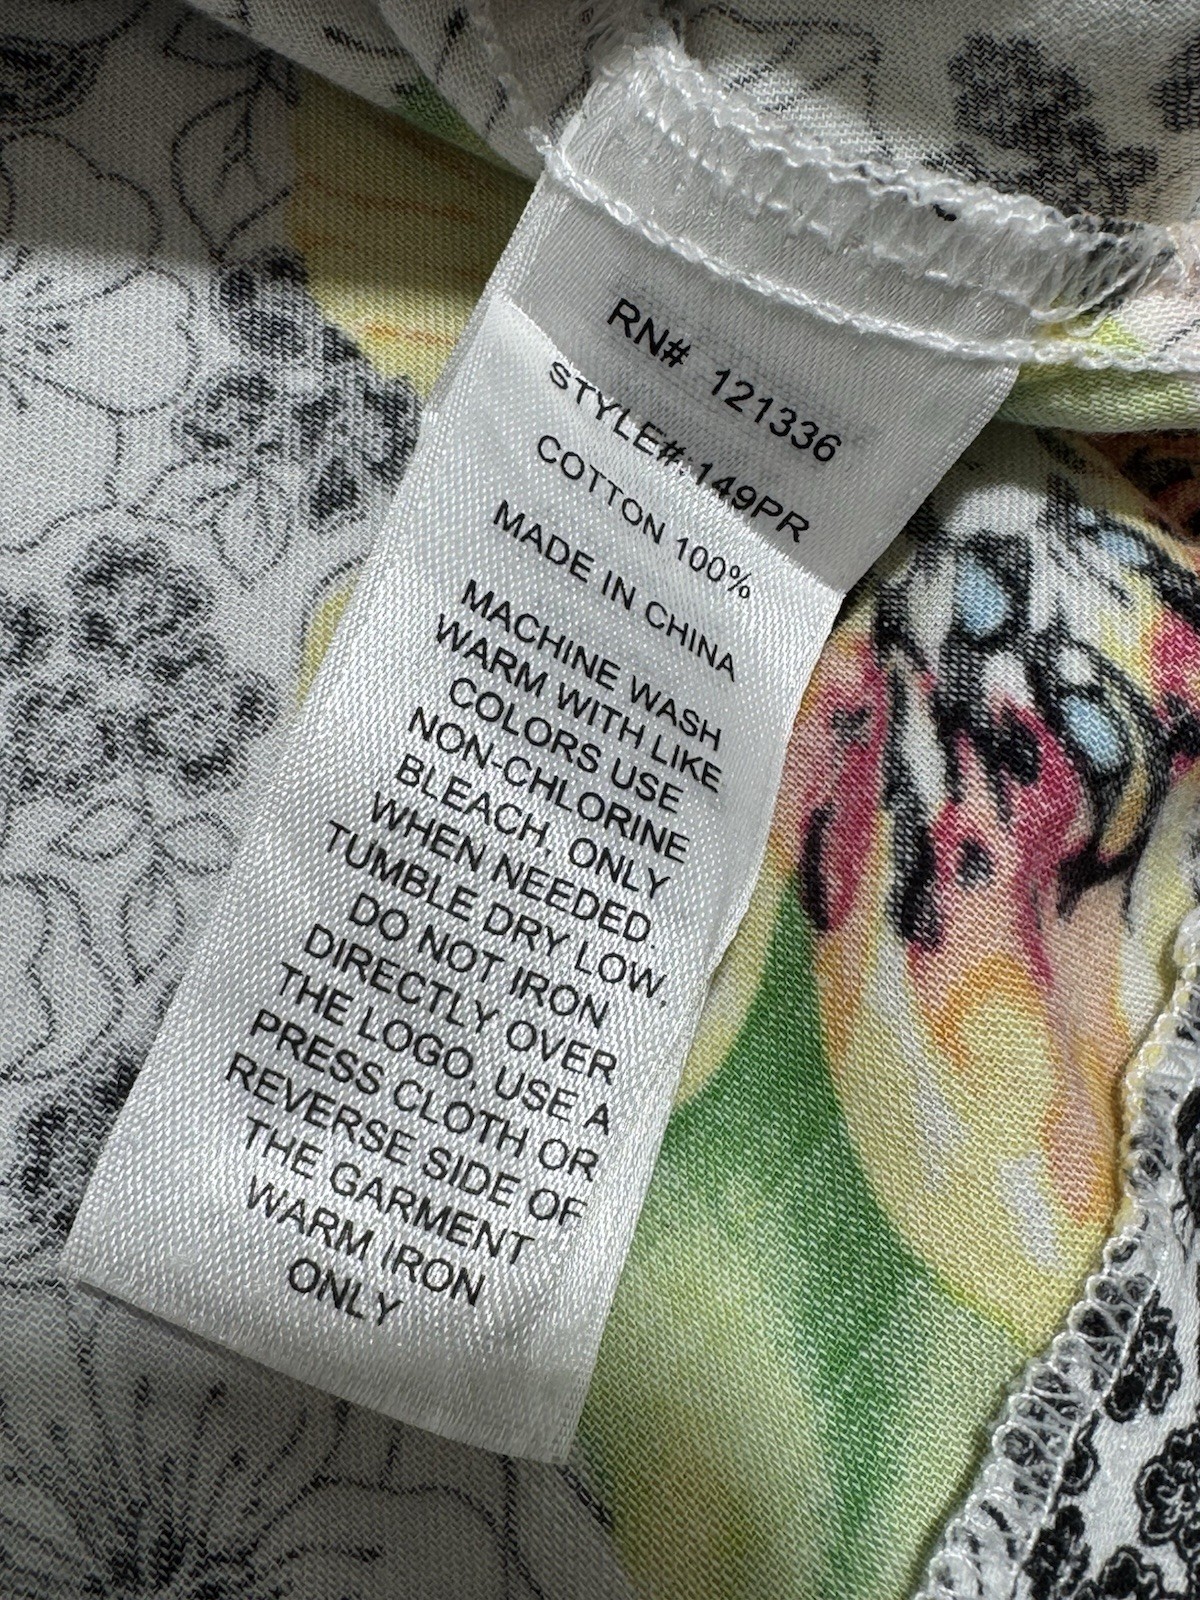 RN# 121336
STYLE#:149PR
COTTON 100%
MADE IN CHINA
MACHINE WASH
WARM WITH LIKE
COLORS USE
NON-CHLORINE
BLEACH, ONLY
WHEN NEEDED.
TUMBLE DRY LOW,
DO NOT IRON
DIRECTLY OVER
THE LOGO, USE A
PRESS CLOTH OR
REVERSE SIDE OF
THE GARMENT
WARM IRON
ONLY